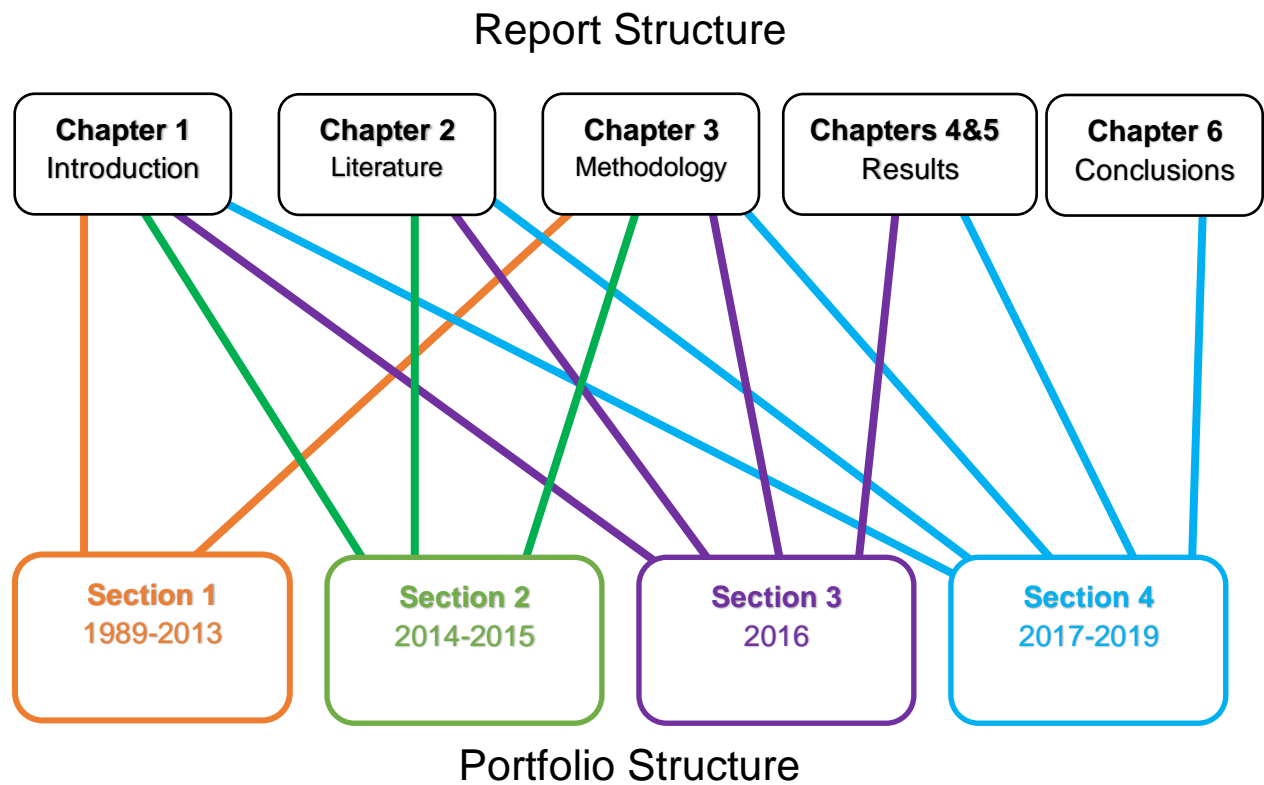 Report Structure
Chapter 1
Introduction
Chapter 2
Literature
Chapter 3
Methodology
Chapters 4&5
Results
Chapter 6
Conclusions
Section 1
1989-2013
Section 2
2014-2015
Section 3
2016
Section 4
2017-2019
Portfolio Structure